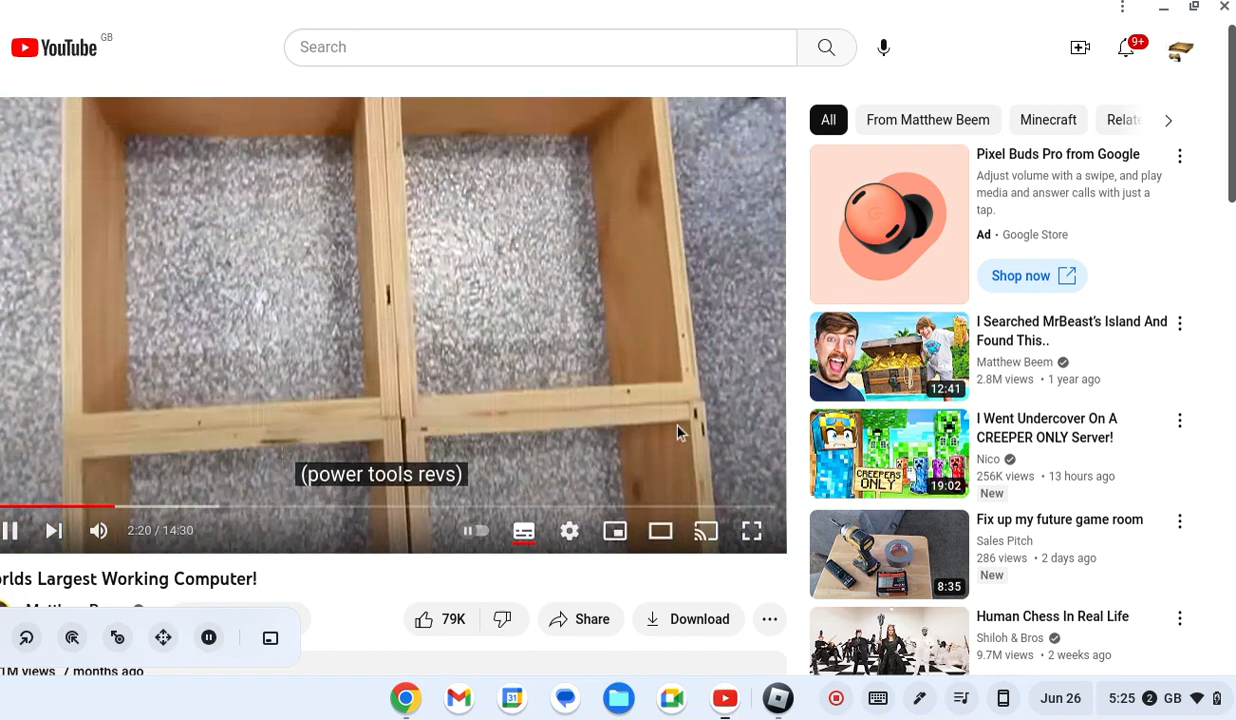 YouTube GB
Search
9+
All
From Matthew Beem
Minecraft
Relate
Pixel Buds Pro from Google
Adjust volume with a swipe, and play
media and answer calls with just a
tap.
Ad · Google Store
Shop now
I Searched MrBeast's Island And
Found This..
Matthew Beem
2.8M views • 1 year ago
12:41
I Went Undercover On A
CREEPER ONLY Server!
Nico
256K views • 13 hours ago
New
CREEPERS
ONLY
19:02
Fix up my future game room
Sales Pitch
286 views • 2 days ago
New
8:35
Human Chess In Real Life
Shiloh & Bros
9.7M views • 2 weeks ago
(power tools revs)
2:20 / 14:30
orlds Largest Working Computer!
79K
Share
Download
1M views 7 months ago
31
Jun 26
5:25 2 GB